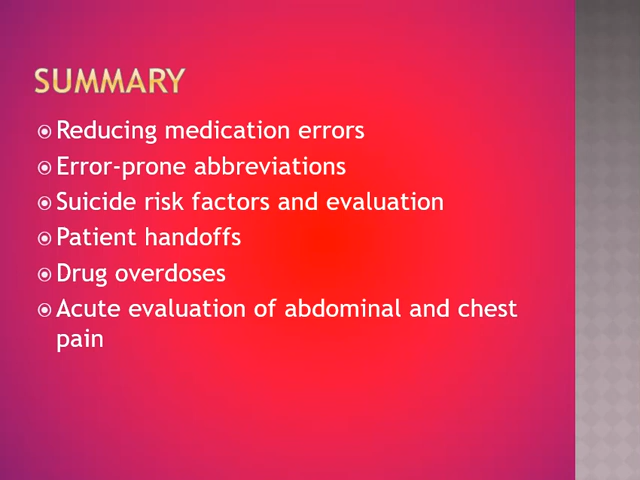 SUMMARY
Reducing medication errors
Error-prone abbreviations
Suicide risk factors and evaluation
Patient handoffs
Drug overdoses
Acute evaluation of abdominal and chest
pain